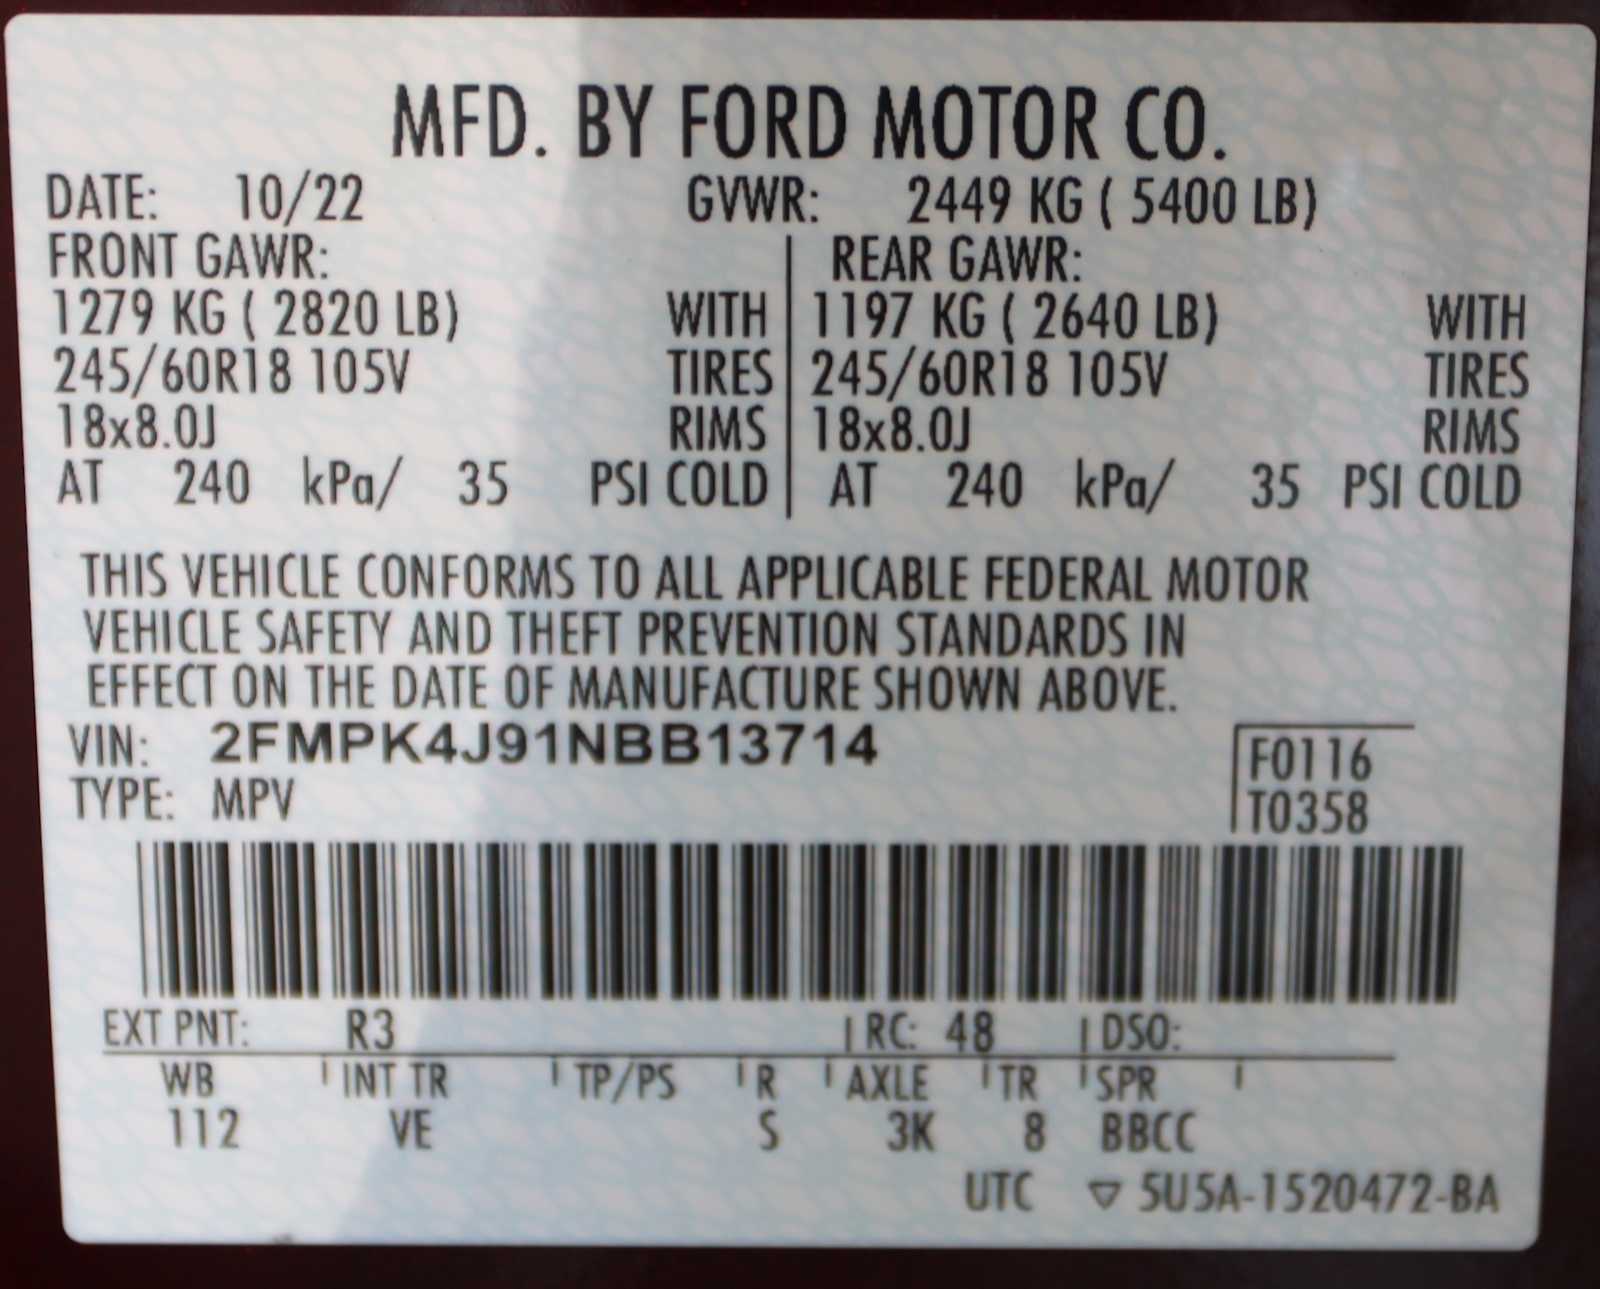 MFD. BY FORD MOTOR CO.
DATE: 10/22 GVWR: 2449 KG ( 5400 LB)
FRONT GAWR: REAR GAWR:
1279 KG ( 2820 LB) WITH 1197 KG ( 2640 LB) WITH
245/60R18 105V TIRES 245/60R18 105V TIRES
18x8.0J RIMS 18x8.0J RIMS
AT 240 kPa/ 35 PSI COLD AT 240 kPa/ 35 PSI COLD
THIS VEHICLE CONFORMS TO ALL APPLICABLE FEDERAL MOTOR
VEHICLE SAFETY AND THEFT PREVENTION STANDARDS IN
EFFECT ON THE DATE OF MANUFACTURE SHOWN ABOVE.
VIN: 2FMPK4J91NBB13714
F0116
TYPE: MPV
T0358
EXT PNT: R3 RC: 48 DSO:
WB INT TR TP/PS R AXLE TR SPR
112 VE S 3K 8 BBCC
UTC ▽ 5U5A-1520472-BA